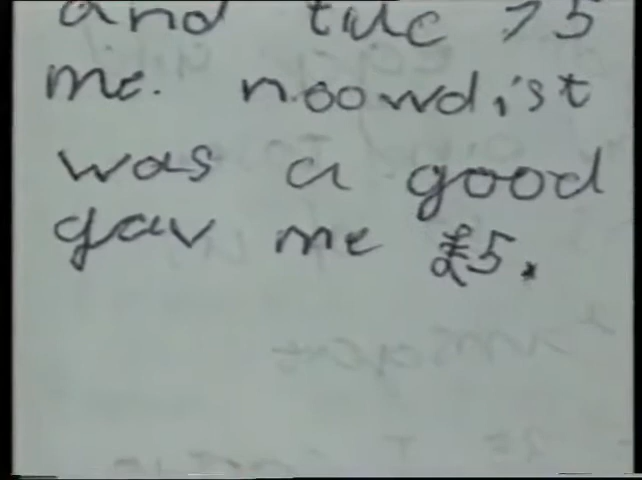 and tuc 75
me. noowdist
was a good
gav me £5.